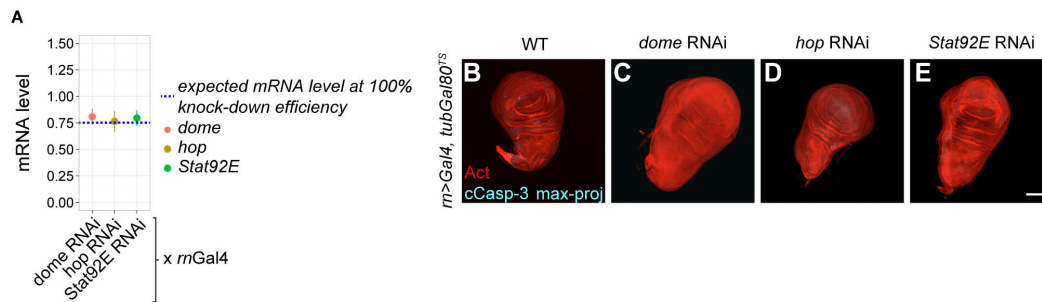 A
1.50
1.25
1.00
0.75
0.50
0.25
0.00
mRNA level
expected mRNA level at 100%
knock-down efficiency
dome
hop
Stat92E
dome RNAi
hop RNAi
Stat92E RNAi
x rnGal4
rn>Gal4, tubGal80TS
WT
dome RNAi
hop RNAi
Stat92E RNAi
B
C
D
E
Act
cCasp-3 max-proj